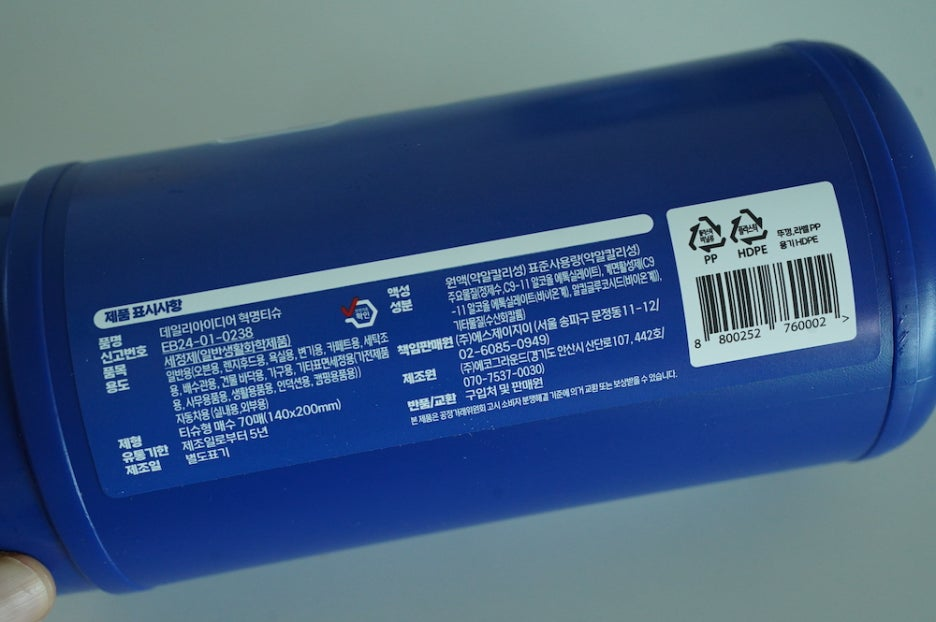 제품 표시사항
품명 데일리아이디어 혁명티슈
신고번호 EB24-01-0238
품목 세정제(일반생활화학제품)
용도 일반용(오븐용, 렌지후드용, 욕실용, 변기용, 카페트용, 세탁조
용, 배수관용, 건물 바닥용, 가구용, 기타표면세정용/가전제품
용, 사무용품용, 생활용품용, 언덕션용, 캠핑용품용))
자동차용 (실내용,외부용)
제형 티슈형 매수 70매(140x200mm)
유통기한 제조일로부터 5년
제조일 별도표기
확인
액성 원액(약알칼리성) 표준사용량(약알칼리성)
성분 주요물질(정제수, C9-11 알코올 에톡실레이트), 계면활성제(C9
-11 알코올 에톡실레이트(비이온계), 알킬글루코시드(비이온계),
기타물질(수산화칼륨)
책임판매원 (주)에스제이지이 (서울 송파구 문정동 11-12/
02-6085-0949)
제조원 (주)에코그라운드(경기도 안산시 산단로 107, 442호/
070-7537-0030)
반품/교환 구입처 및 판매원
본 제품은 공정거래위원회 고시 소비자 분쟁해결 기준에 의거 교환 또는 보상받을 수 있습니다.
플라스틱
PP
플라스틱
HDPE
뚜껑,라벨 PP
용기 HDPE
8 800252 760002 >